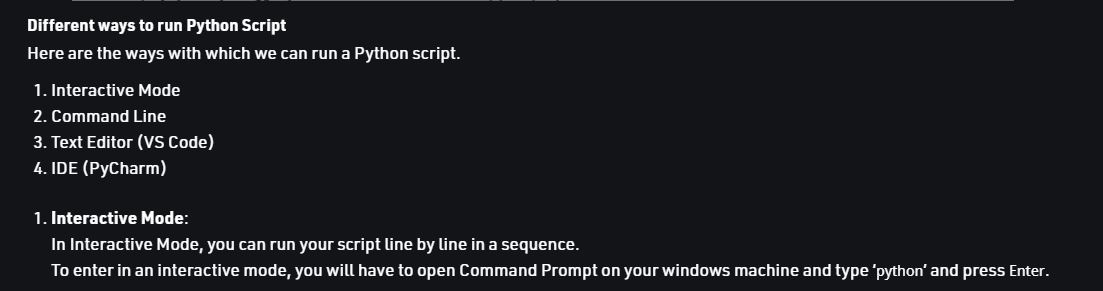 Different ways to run Python Script
Here are the ways with which we can run a Python script.
1. Interactive Mode
2. Command Line
3. Text Editor (VS Code)
4. IDE (PyCharm)
1. Interactive Mode:
In Interactive Mode, you can run your script line by line in a sequence.
To enter in an interactive mode, you will have to open Command Prompt on your windows machine and type ‘python’ and press Enter.